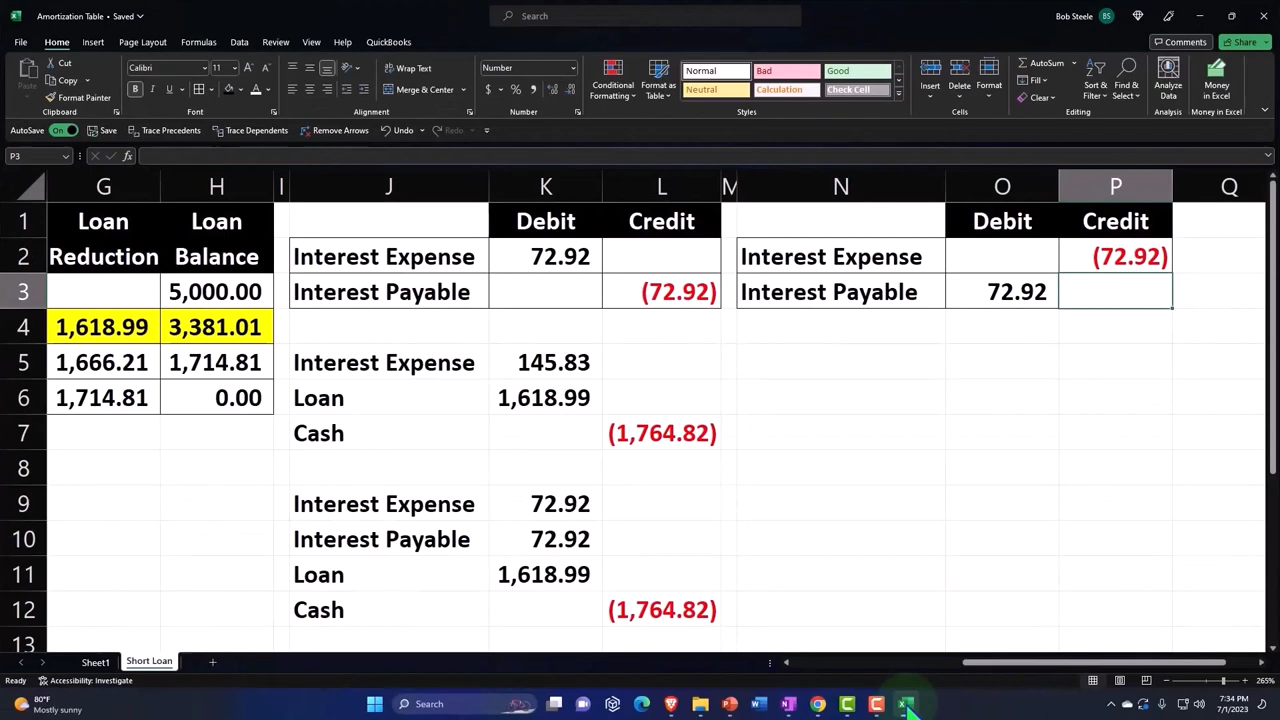 Amortization Table • Saved
Search
Bob Steele BS
File Home Insert Page Layout Formulas Data Review View Help QuickBooks Comments Share
Cut
Copy
Format Painter
Clipboard
Calibri 11
B I U
Font
Wrap Text
Merge & Center
Alignment
Number
$ % ,
Number
Conditional Formatting
Format as Table
Normal Bad Good
Neutral Calculation Check Cell
Styles
Insert Delete Format
Cells
AutoSum
Fill
Clear
Sort & Filter
Find & Select
Editing
Analyze Data
Analysis
Money in Excel
Money in Excel
AutoSave On Save Trace Precedents Trace Dependents Remove Arrows Undo Redo
P3 fx
G H I J K L M N O P Q
1 Loan Loan Debit Credit Debit Credit
2 Reduction Balance Interest Expense 72.92 Interest Expense (72.92)
3 5,000.00 Interest Payable (72.92) Interest Payable 72.92
4 1,618.99 3,381.01
5 1,666.21 1,714.81 Interest Expense 145.83
6 1,714.81 0.00 Loan 1,618.99
7 Cash (1,764.82)
8
9 Interest Expense 72.92
10 Interest Payable 72.92
11 Loan 1,618.99
12 Cash (1,764.82)
13
Sheet1 Short Loan
Ready Accessibility: Investigate 265%
80°F
Mostly sunny
Search
7:34 PM
7/1/2023